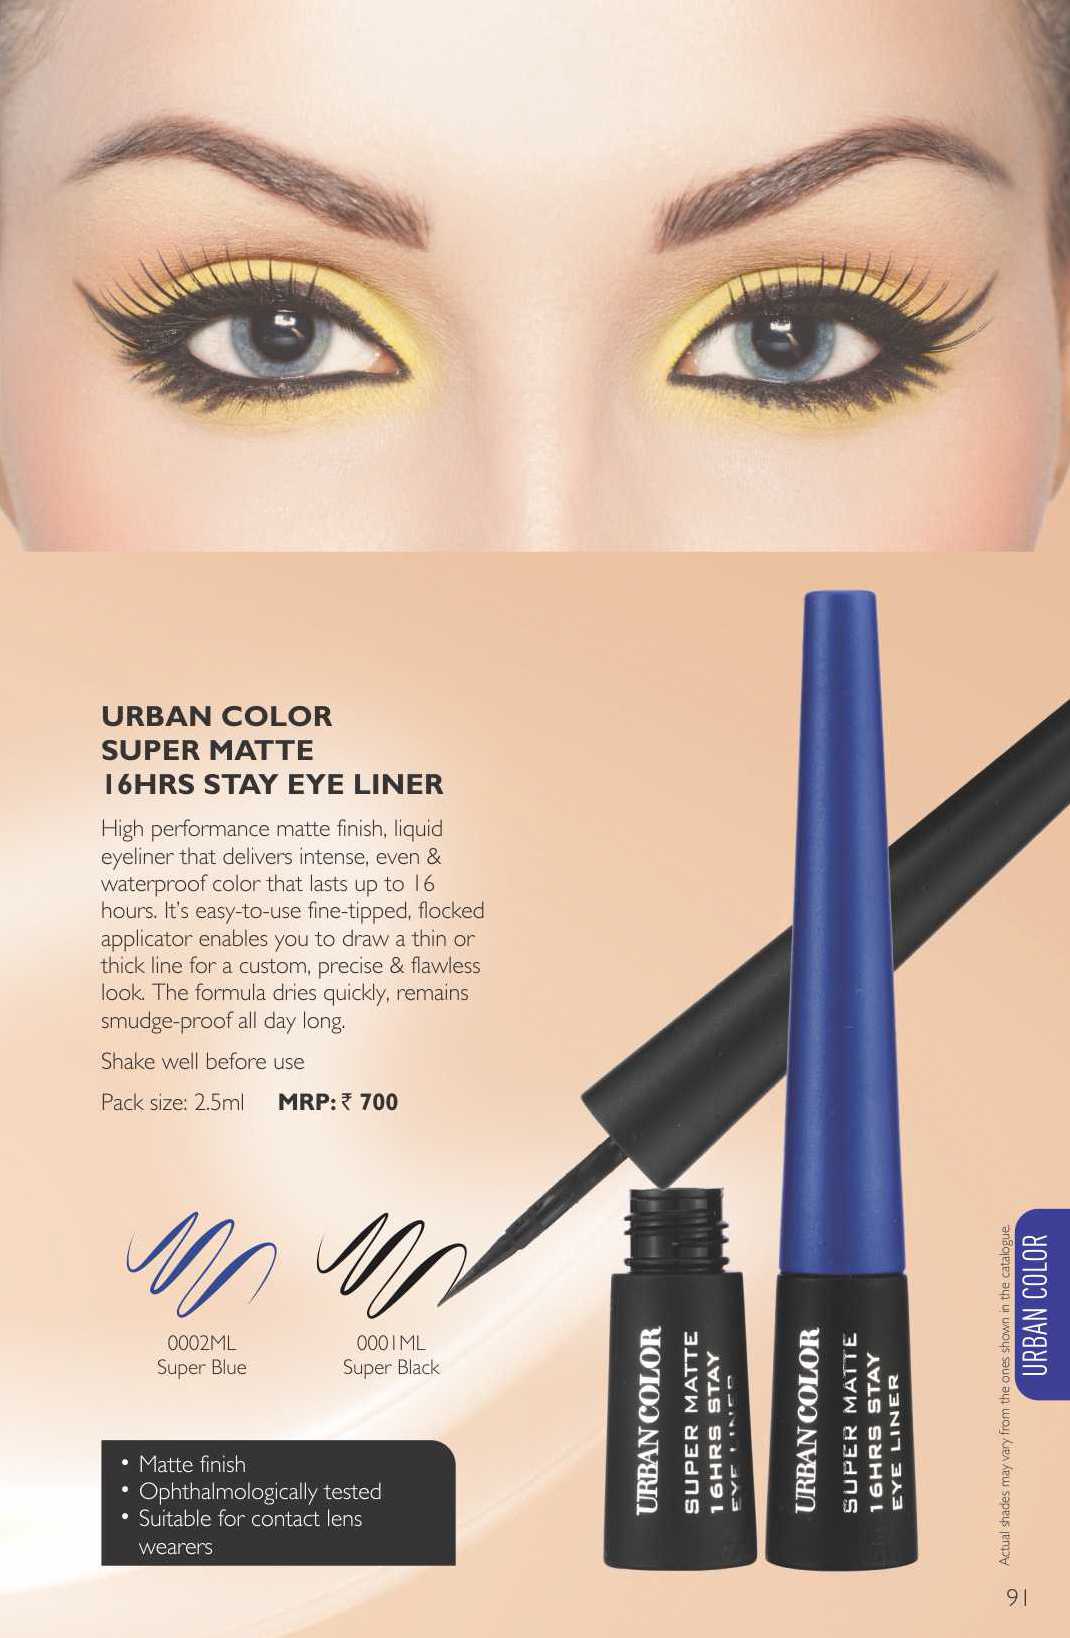 URBAN COLOR
SUPER MATTE
16HRS STAY EYE LINER
High performance matte finish, liquid
eyeliner that delivers intense, even &
waterproof color that lasts up to 16
hours. It's easy-to-use fine-tipped, flocked
applicator enables you to draw a thin or
thick line for a custom, precise & flawless
look. The formula dries quickly, remains
smudge-proof all day long.
Shake well before use
Pack size: 2.5ml MRP: ₹ 700
0002ML
Super Blue
0001ML
Super Black
• Matte finish
• Ophthalmologically tested
• Suitable for contact lens
wearers
URBAN COLOR
SUPER MATTE
16HRS STAY
EYE LINER
URBAN COLOR
SUPER MATTE
16HRS STAY
EYE LINER
Actual shades may vary from the ones shown in the catalogue.
URBAN COLOR
91